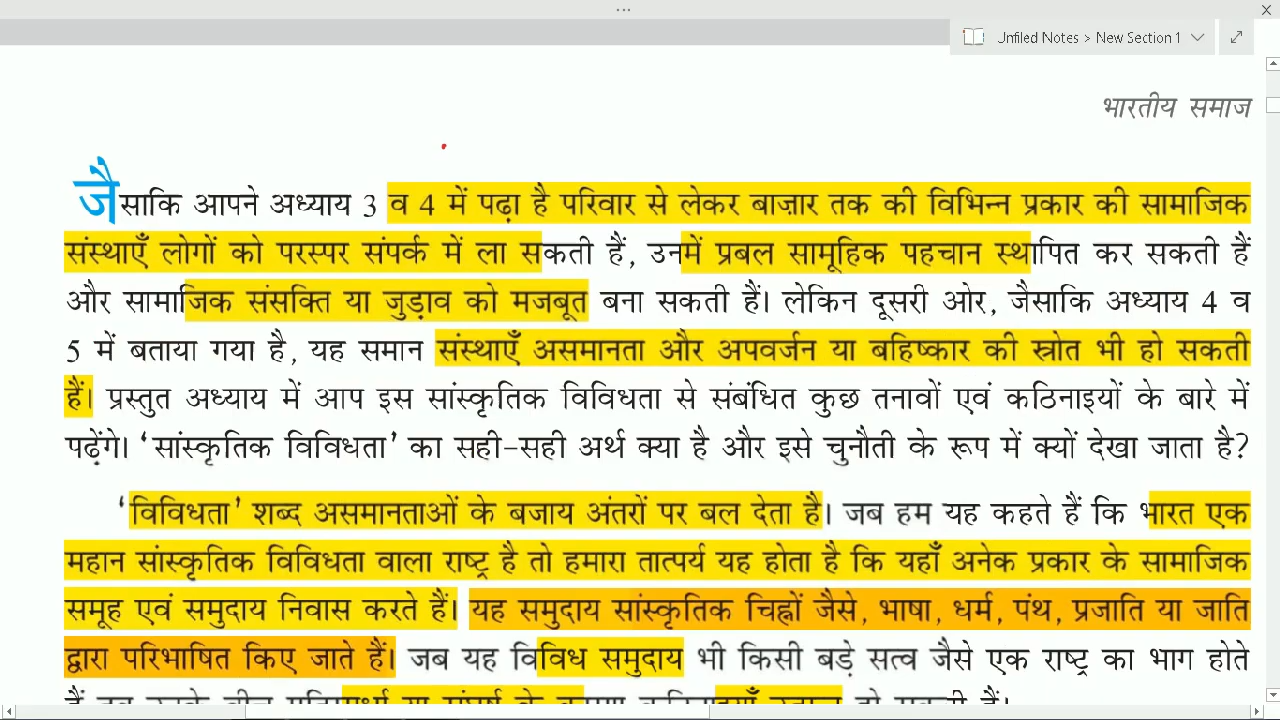 Jnfiled Notes > New Section 1
भारतीय समाज
जैसाकि आपने अध्याय 3 व 4 में पढ़ा है परिवार से लेकर बाज़ार तक की विभिन्न प्रकार की सामाजिक
संस्थाएँ लोगों को परस्पर संपर्क में ला सकती हैं, उनमें प्रबल सामूहिक पहचान स्थापित कर सकती हैं
और सामाजिक संसक्ति या जुड़ाव को मजबूत बना सकती हैं। लेकिन दूसरी ओर, जैसाकि अध्याय 4 व
5 में बताया गया है, यह समान संस्थाएँ असमानता और अपवर्जन या बहिष्कार की स्रोत भी हो सकती
हैं। प्रस्तुत अध्याय में आप इस सांस्कृतिक विविधता से संबंधित कुछ तनावों एवं कठिनाइयों के बारे में
पढ़ेंगे। ‘सांस्कृतिक विविधता’ का सही-सही अर्थ क्या है और इसे चुनौती के रूप में क्यों देखा जाता है?
‘विविधता’ शब्द असमानताओं के बजाय अंतरों पर बल देता है। जब हम यह कहते हैं कि भारत एक
महान सांस्कृतिक विविधता वाला राष्ट्र है तो हमारा तात्पर्य यह होता है कि यहाँ अनेक प्रकार के सामाजिक
समूह एवं समुदाय निवास करते हैं। यह समुदाय सांस्कृतिक चिह्नों जैसे, भाषा, धर्म, पंथ, प्रजाति या जाति
द्वारा परिभाषित किए जाते हैं। जब यह विविध समुदाय भी किसी बड़े सत्व जैसे एक राष्ट्र का भाग होते